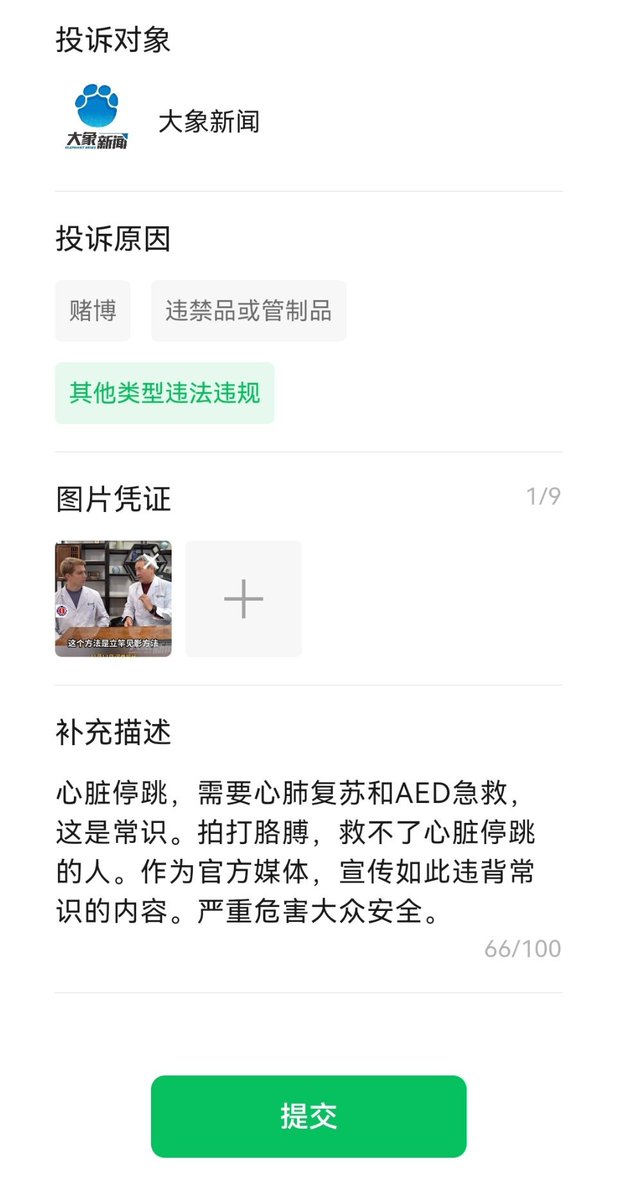 投诉对象
大象新闻
大象新闻
投诉原因
赌博
违禁品或管制品
其他类型违法违规
图片凭证
1/9
这个方法是立竿见影方法
补充描述
心脏停跳，需要心肺复苏和AED急救，
这是常识。拍打胳膊，救不了心脏停跳
的人。作为官方媒体，宣传如此违背常
识的内容。严重危害大众安全。
66/100
提交